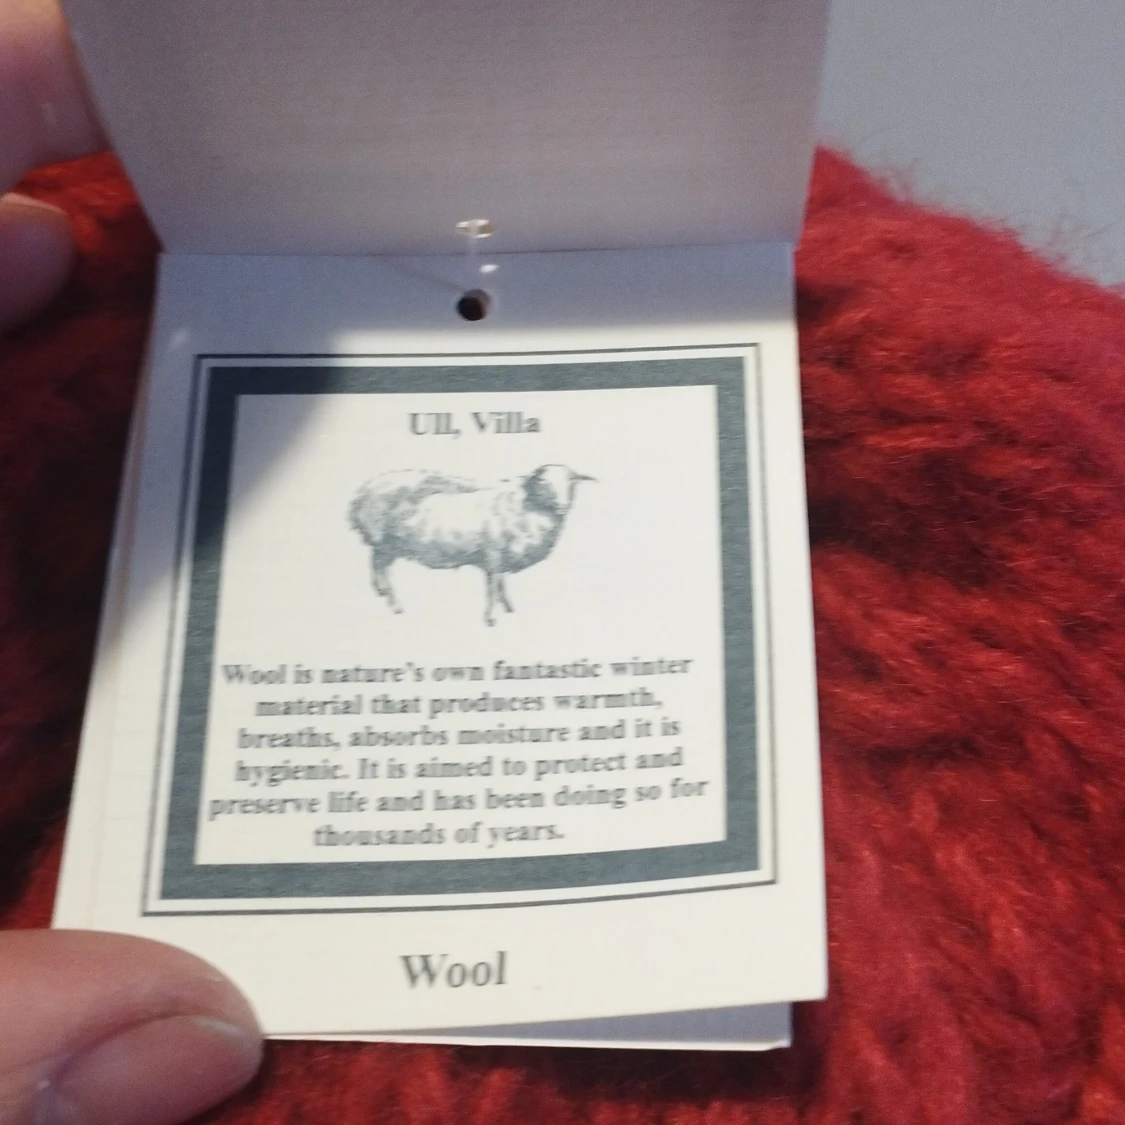 Ull, Villa
Wool is nature's own fantastic winter
material that produces warmth,
breaths, absorbs moisture and it is
hygienic. It is aimed to protect and
preserve life and has been doing so for
thousands of years.
Wool